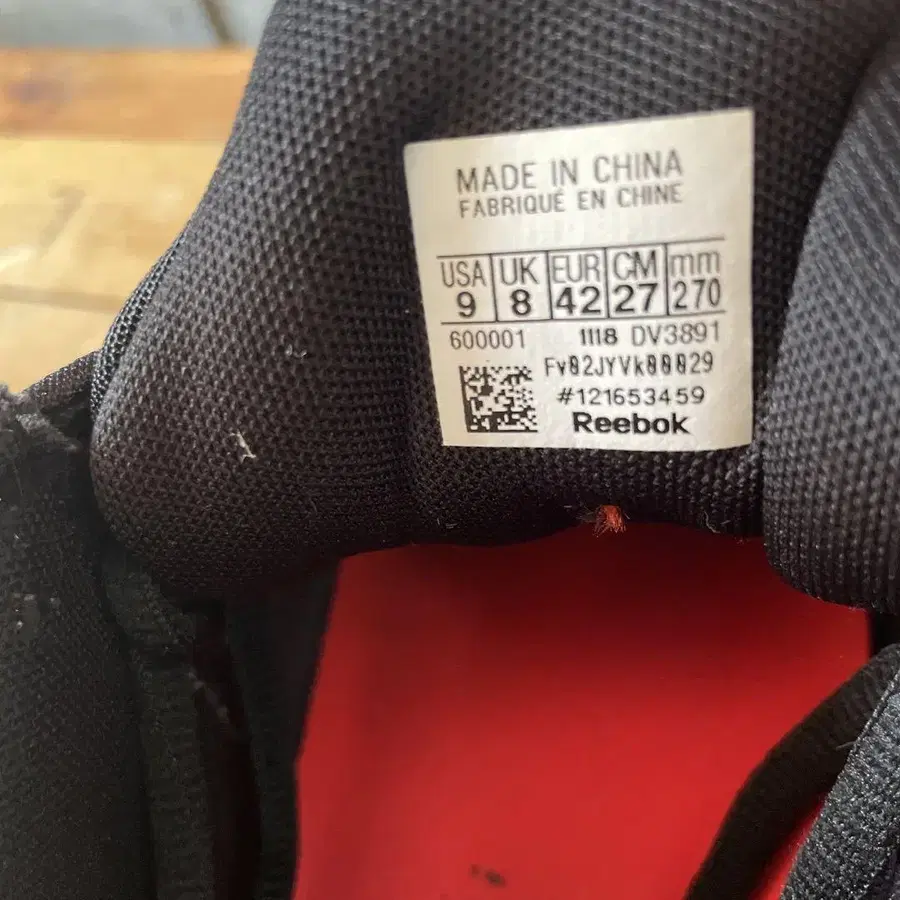 MADE IN CHINA
FABRIQUÉ EN CHINE
USA UK EUR CM mm
9 8 42 27 270
600001 1118 DV3891
Fv02JYVk00029
#121653459
Reebok